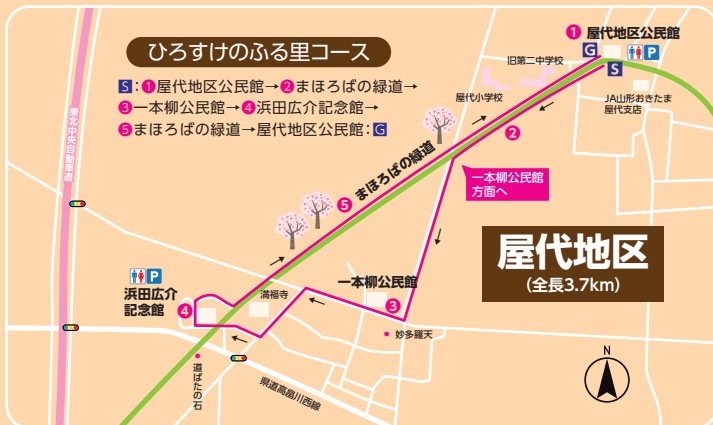 ひろすけのふる里コース
S:❶屋代地区公民館→❷まほろばの緑道→
❸一本柳公民館→❹浜田広介記念館→
❺まほろばの緑道→屋代地区公民館:G
❶ 屋代地区公民館
G
P
S
旧第二中学校
屋代小学校
JA山形おきたま
屋代支店
❷
東北中央自動車道
まほろばの緑道
❺
一本柳公民館
方面へ
屋代地区
(全長3.7km)
P
浜田広介
記念館
❹
満福寺
一本柳公民館
❸
妙多羅天
道ばたの石
県道高畠川西線
N